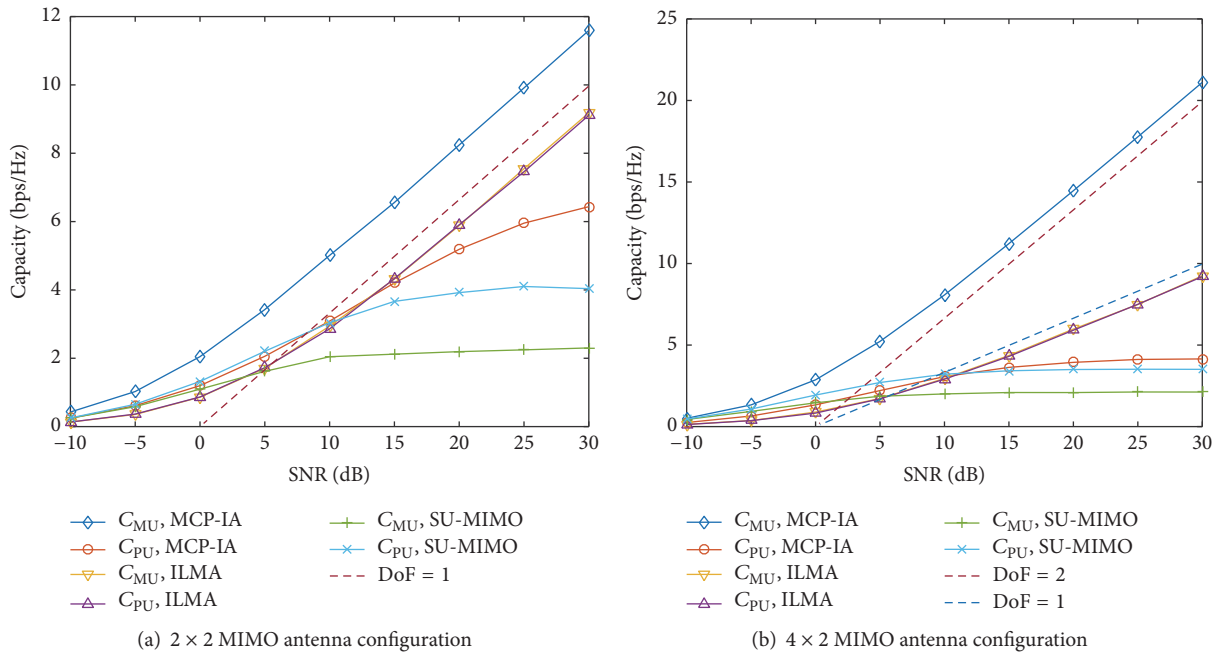 12
10
8
6
4
2
0
Capacity (bps/Hz)
−10 −5 0 5 10 15 20 25 30
SNR (dB)
C_MU, MCP-IA
C_PU, MCP-IA
C_MU, ILMA
C_PU, ILMA
C_MU, SU-MIMO
C_PU, SU-MIMO
DoF = 1
(a) 2 × 2 MIMO antenna configuration
25
20
15
10
5
0
Capacity (bps/Hz)
−10 −5 0 5 10 15 20 25 30
SNR (dB)
C_MU, MCP-IA
C_PU, MCP-IA
C_MU, ILMA
C_PU, ILMA
C_MU, SU-MIMO
C_PU, SU-MIMO
DoF = 2
DoF = 1
(b) 4 × 2 MIMO antenna configuration